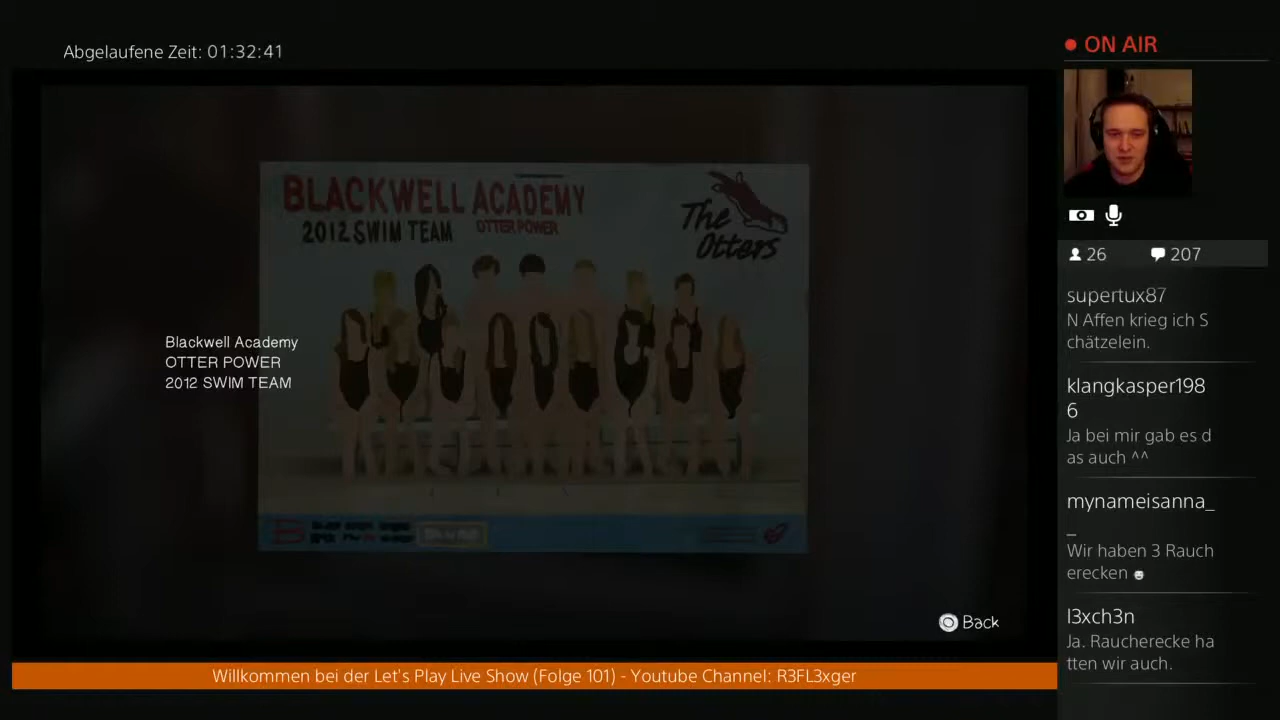 Abgelaufene Zeit: 01:32:41
ON AIR
BLACKWELL ACADEMY
2012 SWIM TEAM OTTER POWER
The
Otters
Blackwell Academy
OTTER POWER
2012 SWIM TEAM
Back
Willkommen bei der Let's Play Live Show (Folge 101) - Youtube Channel: R3FL3xger
26 207
supertux87
N Affen krieg ich S
chätzelein.
klangkasper198
6
Ja bei mir gab es d
as auch ^^
mynameisanna_
_
Wir haben 3 Rauch
erecken
l3xch3n
Ja. Raucherecke ha
tten wir auch.